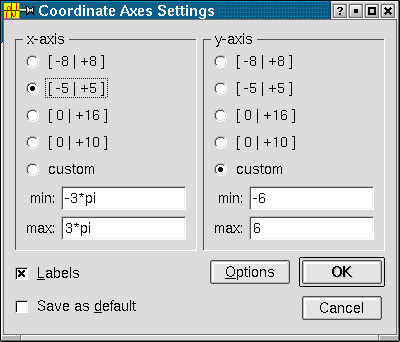 Coordinate Axes Settings
x-axis
[ -8 | +8 ]
[ -5 | +5 ]
[ 0 | +16 ]
[ 0 | +10 ]
custom
min: -3*pi
max: 3*pi
y-axis
[ -8 | +8 ]
[ -5 | +5 ]
[ 0 | +16 ]
[ 0 | +10 ]
custom
min: -6
max: 6
Labels
Options
OK
Save as default
Cancel